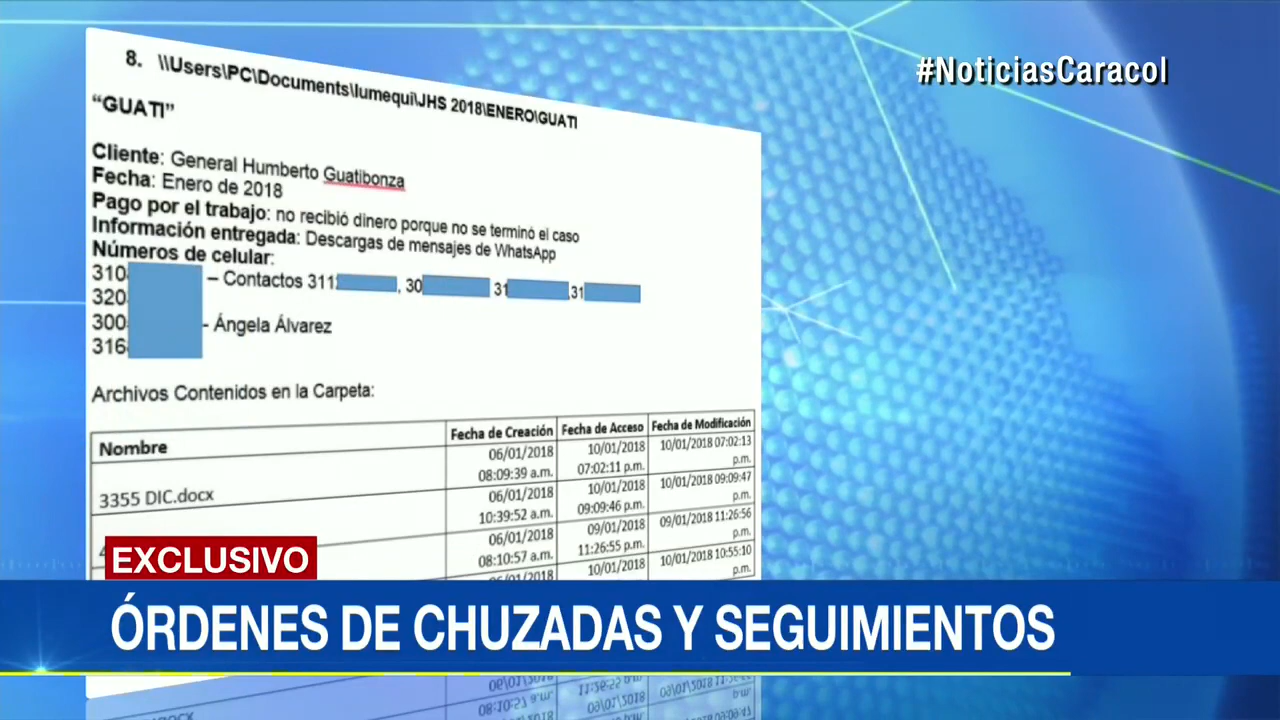 #NoticiasCaracol
8. \\Users\PC\Documents\lumequi\JHS 2018\ENERO\GUATI
“GUATI”
Cliente: General Humberto Guatibonza
Fecha: Enero de 2018
Pago por el trabajo: no recibió dinero porque no se terminó el caso
Información entregada: Descargas de mensajes de WhatsApp
Números de celular:
310 – Contactos 311 , 30 31 ,31
320
300 - Ángela Álvarez
316
Archivos Contenidos en la Carpeta:
Nombre Fecha de Creación Fecha de Acceso Fecha de Modificación
3355 DIC.docx 06/01/2018 08:09:39 a.m. 10/01/2018 07:02:11 p.m. 10/01/2018 07:02:13 p.m.
06/01/2018 10:39:52 a.m. 10/01/2018 09:09:46 p.m. 10/01/2018 09:09:47 p.m.
06/01/2018 08:10:57 a.m. 09/01/2018 11:26:55 p.m. 09/01/2018 11:26:56 p.m.
06/01/2018 10/01/2018 10/01/2018 10:55:10 p.m.
EXCLUSIVO
ÓRDENES DE CHUZADAS Y SEGUIMIENTOS